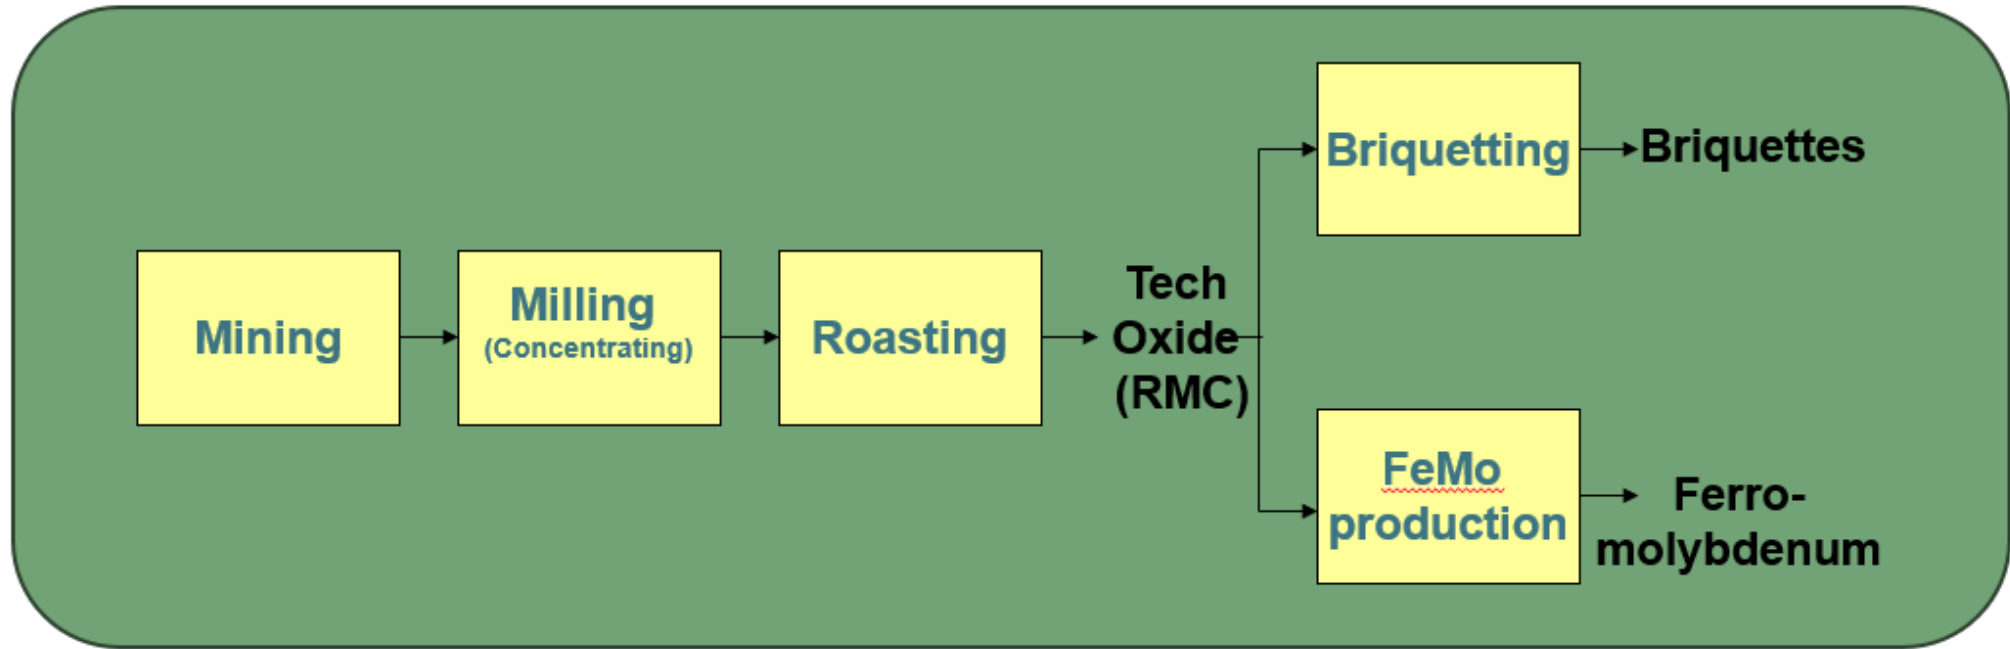 Mining
Milling
(Concentrating)
Roasting
Tech
Oxide
(RMC)
Briquetting
Briquettes
FeMo
production
Ferro-
molybdenum